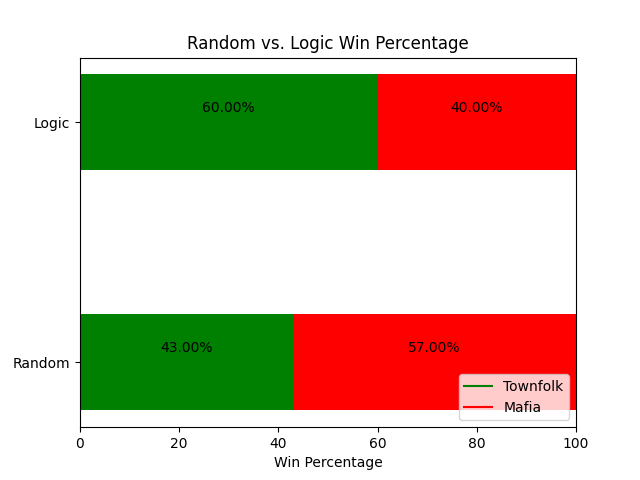 Random vs. Logic Win Percentage
Logic
60.00%
40.00%
Random
43.00%
57.00%
Townfolk
Mafia
0
20
40
60
80
100
Win Percentage